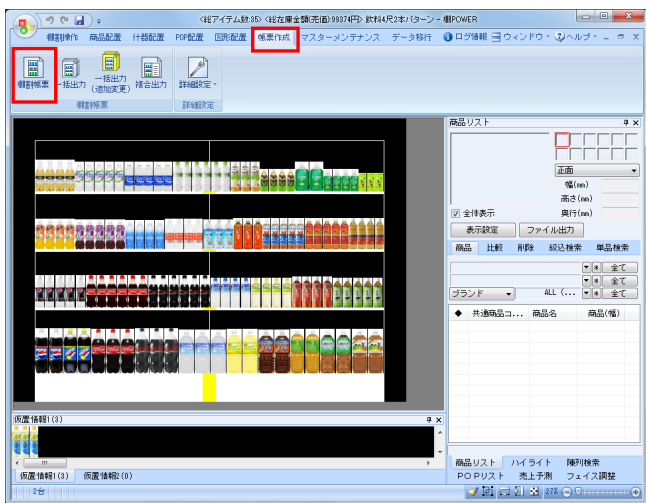 <総アイテム数:35> <総在庫金額(売価):99374円> 飲料4尺2本パターン - 棚POWER
棚割操作 商品配置 什器配置 POP配置 図形配置 帳票作成 マスターメンテナンス データ移行 ログ情報 ウィンドウ ヘルプ
棚割帳票 一括出力 一括出力(追加変更) 複合出力 詳細設定
棚割帳票 詳細設定
商品リスト
正面
幅(mm)
高さ(mm)
全体表示 奥行(mm)
表示設定 ファイル出力
商品 比較 削除 絞込検索 単品検索
* 全て
* 全て
ブランド ALL (... * 全て
◆ 共通商品コ... 商品名 商品(幅)
仮置情報1(3)
仮置情報1(3) 仮置情報2(0)
商品リスト ハイライト 陳列検索
POPリスト 売上予測 フェイス調整
2台 27%